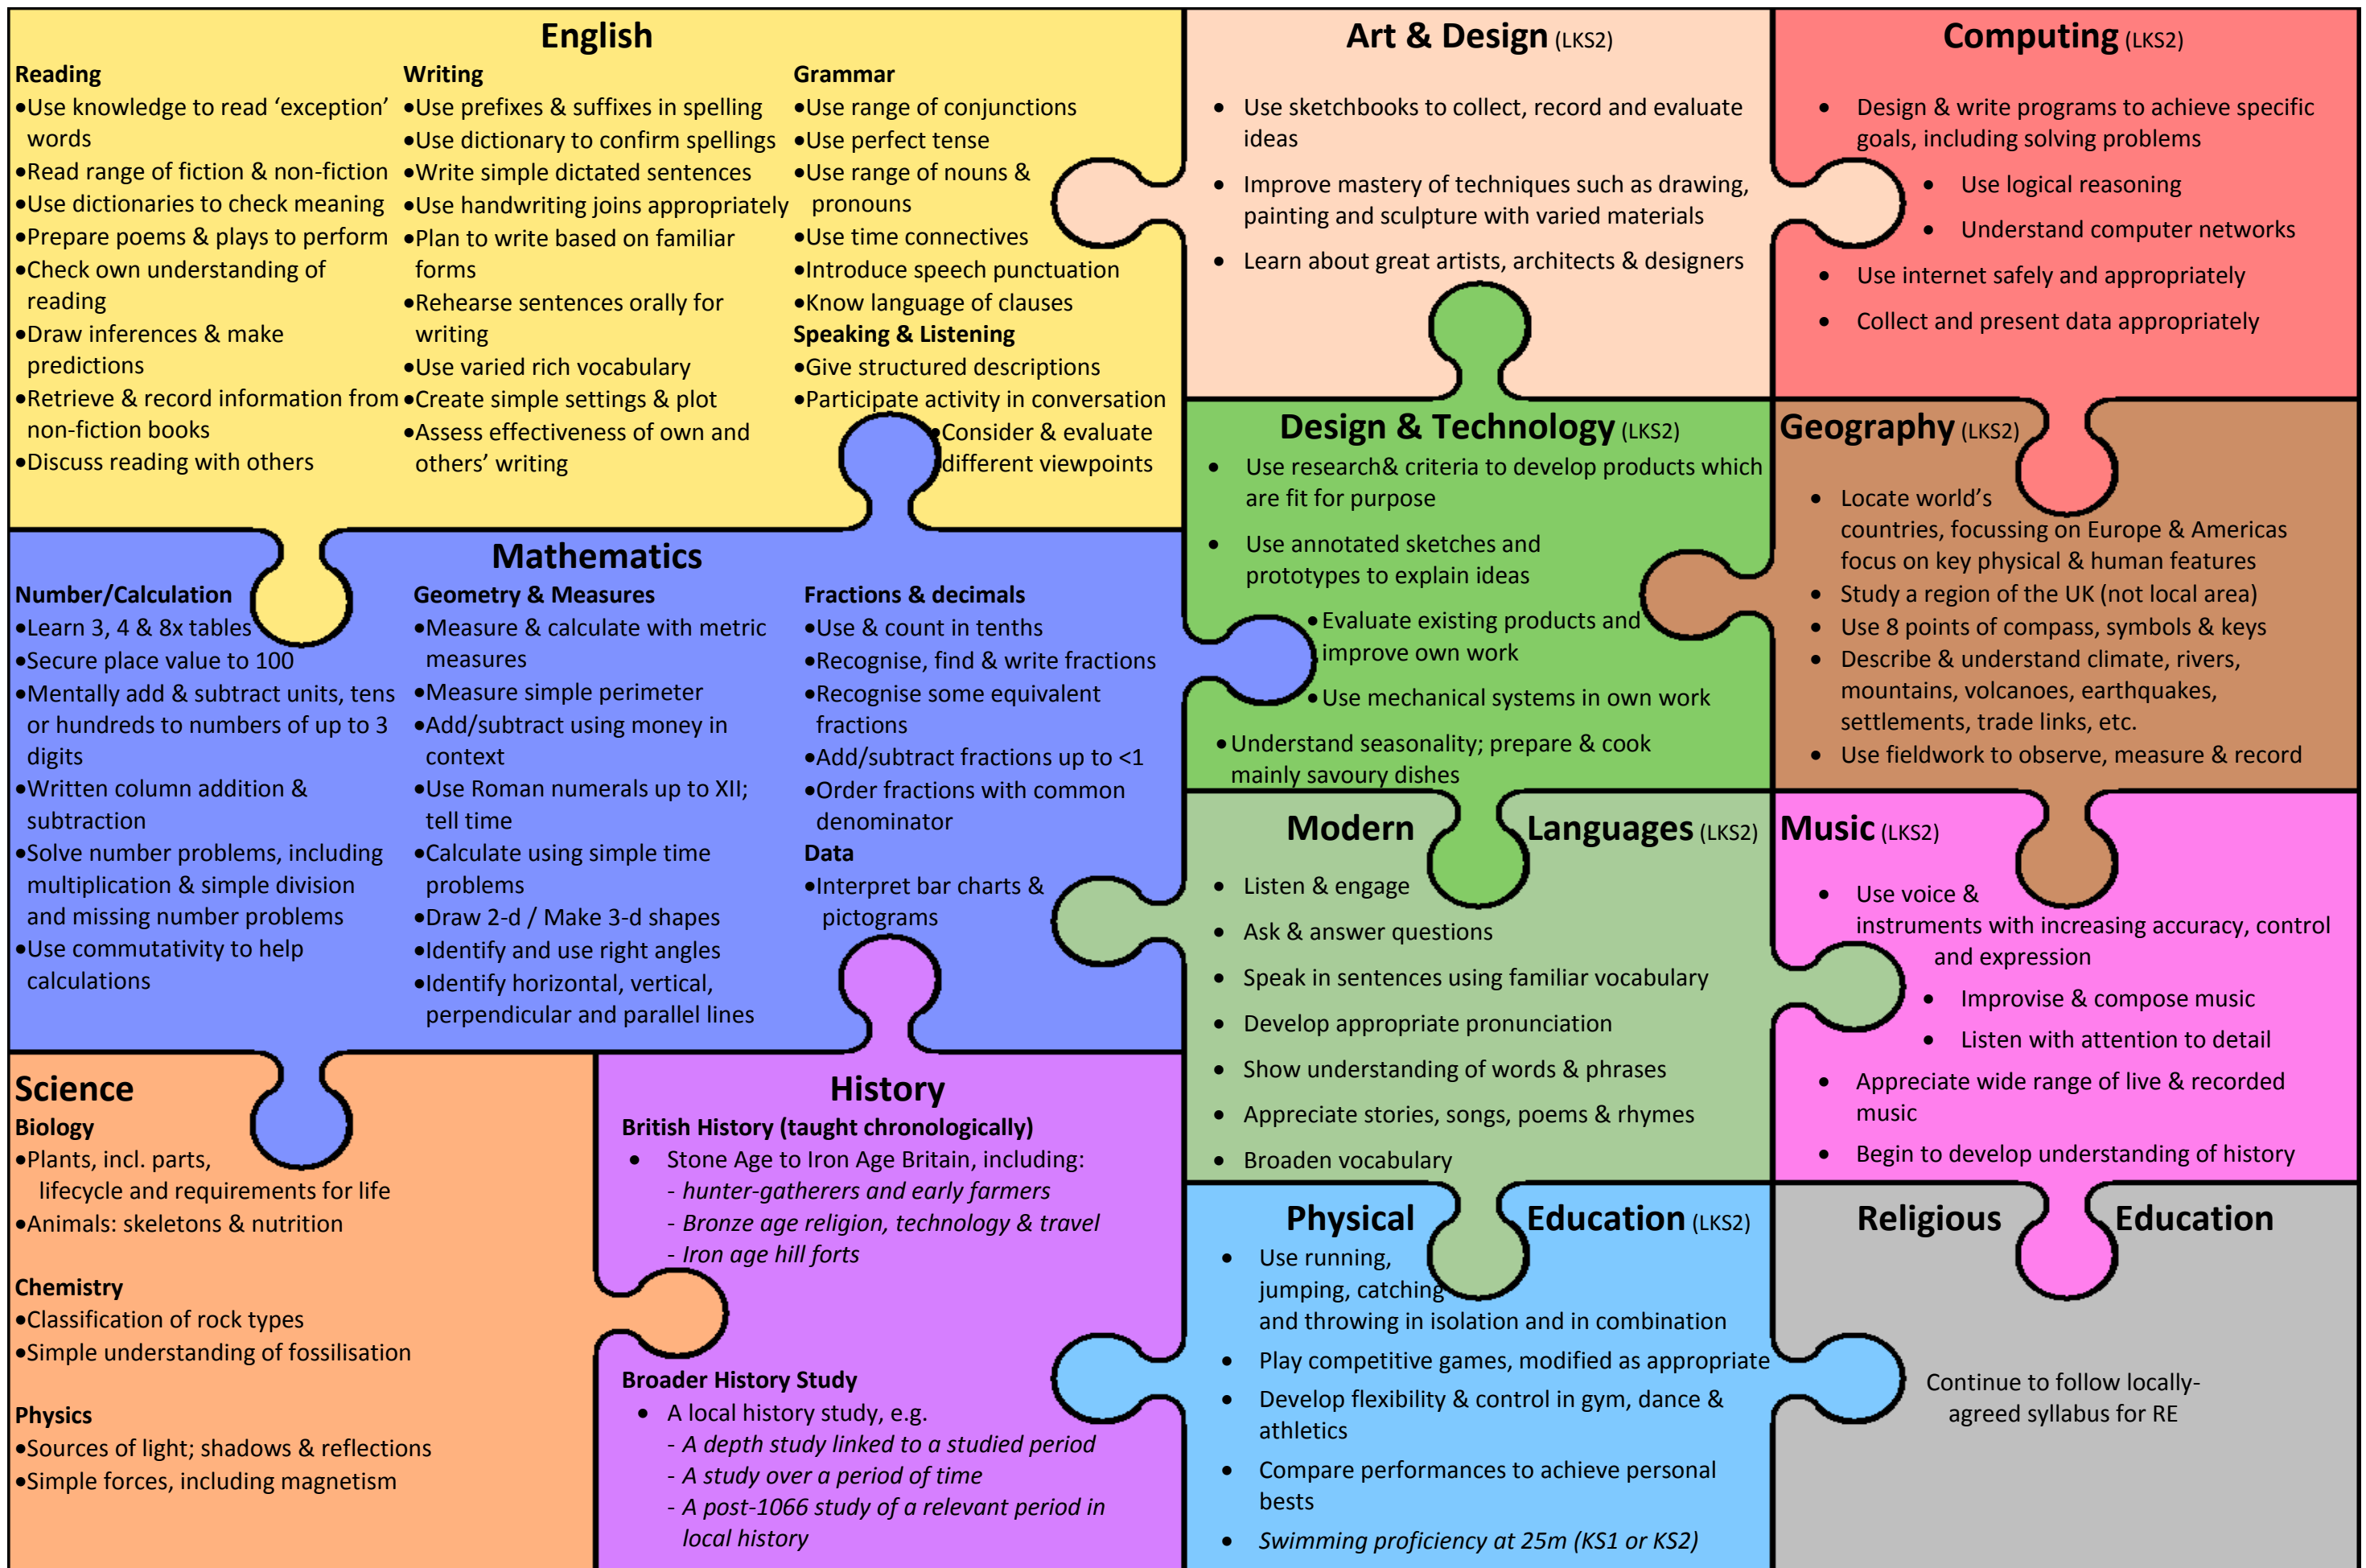 English
Reading
•Use knowledge to read ‘exception’
words
•Read range of fiction & non-fiction
•Use dictionaries to check meaning
•Prepare poems & plays to perform
•Check own understanding of
reading
•Draw inferences & make
predictions
•Retrieve & record information from
non-fiction books
•Discuss reading with others
Writing
•Use prefixes & suffixes in spelling
•Use dictionary to confirm spellings
•Write simple dictated sentences
•Use handwriting joins appropriately
•Plan to write based on familiar
forms
•Rehearse sentences orally for
writing
•Use varied rich vocabulary
•Create simple settings & plot
•Assess effectiveness of own and
others’ writing
Grammar
•Use range of conjunctions
•Use perfect tense
•Use range of nouns &
pronouns
•Use time connectives
•Introduce speech punctuation
•Know language of clauses
Speaking & Listening
•Give structured descriptions
•Participate activity in conversation
•Consider & evaluate
different viewpoints
Art & Design (LKS2)
• Use sketchbooks to collect, record and evaluate
ideas
• Improve mastery of techniques such as drawing,
painting and sculpture with varied materials
• Learn about great artists, architects & designers
Computing (LKS2)
• Design & write programs to achieve specific
goals, including solving problems
• Use logical reasoning
• Understand computer networks
• Use internet safely and appropriately
• Collect and present data appropriately
Mathematics
Number/Calculation
•Learn 3, 4 & 8x tables
•Secure place value to 100
•Mentally add & subtract units, tens
or hundreds to numbers of up to 3
digits
•Written column addition &
subtraction
•Solve number problems, including
multiplication & simple division
and missing number problems
•Use commutativity to help
calculations
Geometry & Measures
•Measure & calculate with metric
measures
•Measure simple perimeter
•Add/subtract using money in
context
•Use Roman numerals up to XII;
tell time
•Calculate using simple time
problems
•Draw 2-d / Make 3-d shapes
•Identify and use right angles
•Identify horizontal, vertical,
perpendicular and parallel lines
Fractions & decimals
•Use & count in tenths
•Recognise, find & write fractions
•Recognise some equivalent
fractions
•Add/subtract fractions up to <1
•Order fractions with common
denominator
Data
•Interpret bar charts &
pictograms
Design & Technology (LKS2)
• Use research& criteria to develop products which
are fit for purpose
• Use annotated sketches and
prototypes to explain ideas
•Evaluate existing products and
improve own work
•Use mechanical systems in own work
•Understand seasonality; prepare & cook
mainly savoury dishes
Geography (LKS2)
• Locate world’s
countries, focussing on Europe & Americas
focus on key physical & human features
• Study a region of the UK (not local area)
• Use 8 points of compass, symbols & keys
• Describe & understand climate, rivers,
mountains, volcanoes, earthquakes,
settlements, trade links, etc.
• Use fieldwork to observe, measure & record
Modern Languages (LKS2)
• Listen & engage
• Ask & answer questions
• Speak in sentences using familiar vocabulary
• Develop appropriate pronunciation
• Show understanding of words & phrases
• Appreciate stories, songs, poems & rhymes
• Broaden vocabulary
Music (LKS2)
• Use voice &
instruments with increasing accuracy, control
and expression
• Improvise & compose music
• Listen with attention to detail
• Appreciate wide range of live & recorded
music
• Begin to develop understanding of history
Science
Biology
•Plants, incl. parts,
lifecycle and requirements for life
•Animals: skeletons & nutrition
Chemistry
•Classification of rock types
•Simple understanding of fossilisation
Physics
•Sources of light; shadows & reflections
•Simple forces, including magnetism
History
British History (taught chronologically)
• Stone Age to Iron Age Britain, including:
- hunter-gatherers and early farmers
- Bronze age religion, technology & travel
- Iron age hill forts
Broader History Study
• A local history study, e.g.
- A depth study linked to a studied period
- A study over a period of time
- A post-1066 study of a relevant period in
local history
Physical Education (LKS2)
• Use running,
jumping, catching
and throwing in isolation and in combination
• Play competitive games, modified as appropriate
• Develop flexibility & control in gym, dance &
athletics
• Compare performances to achieve personal
bests
• Swimming proficiency at 25m (KS1 or KS2)
Religious Education
Continue to follow locally-
agreed syllabus for RE